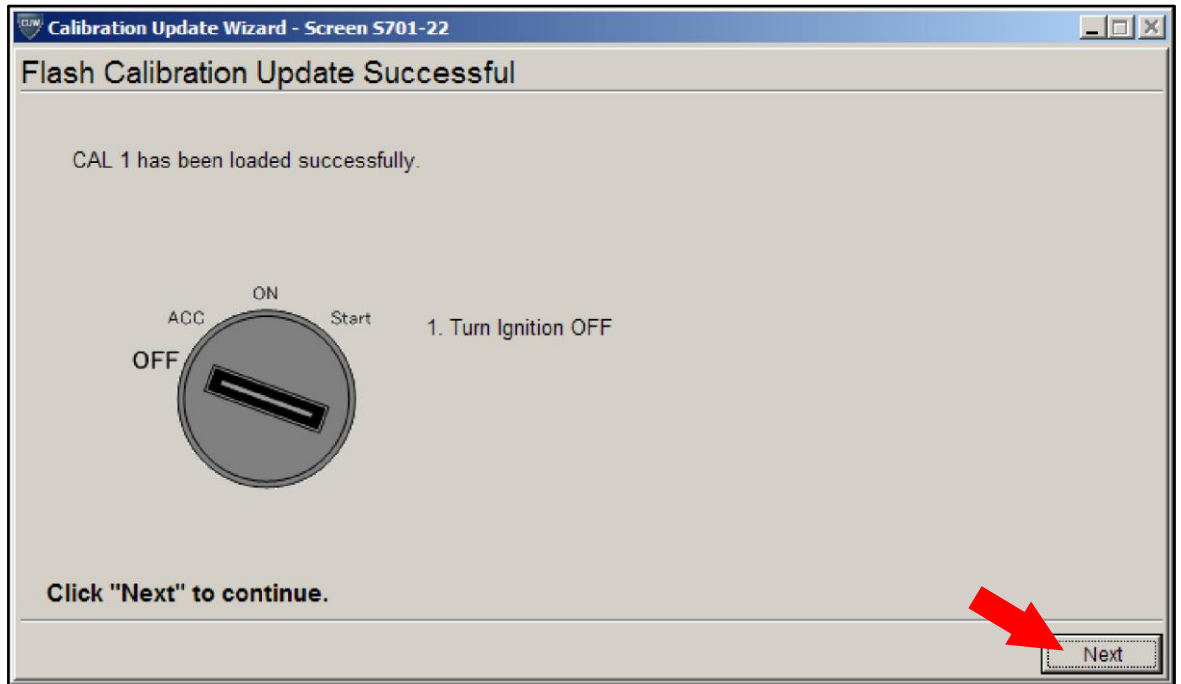 CUW Calibration Update Wizard - Screen S701-22
Flash Calibration Update Successful
CAL 1 has been loaded successfully.
ON
ACC
Start
OFF
1. Turn Ignition OFF
Click "Next" to continue.
Next